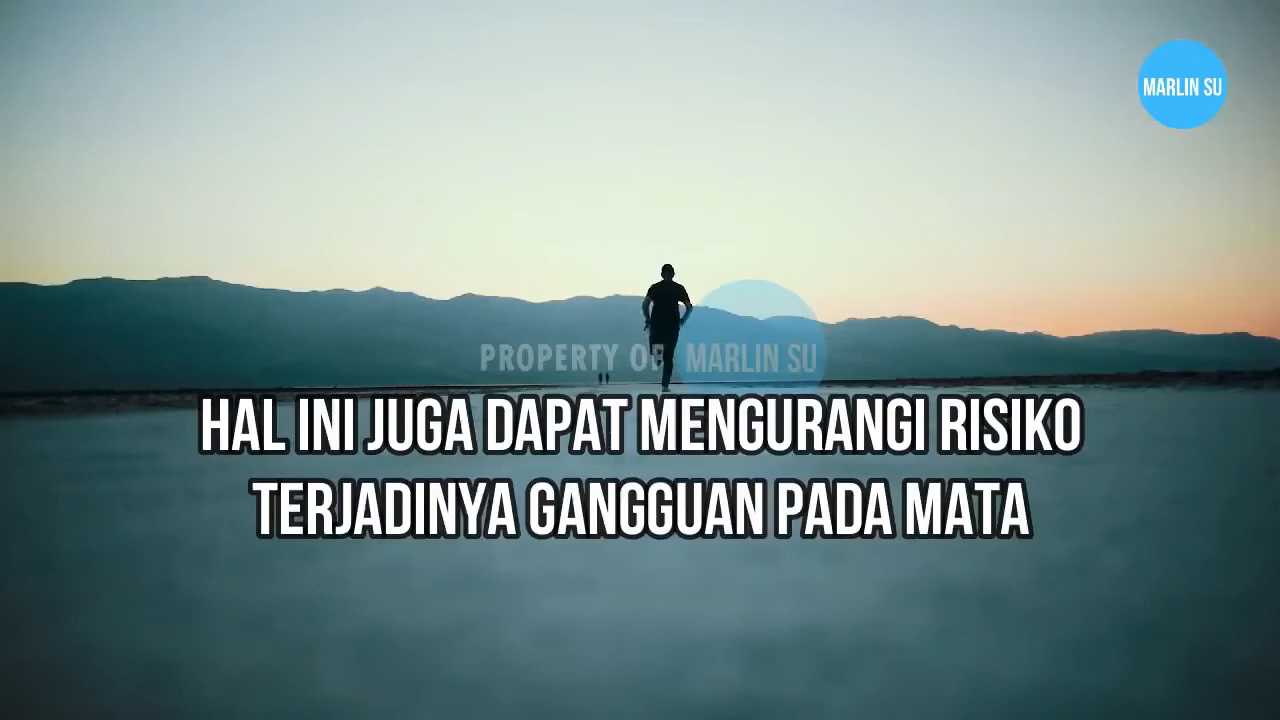 MARLIN SU
PROPERTY OF MARLIN SU
HAL INI JUGA DAPAT MENGURANGI RISIKO
TERJADINYA GANGGUAN PADA MATA